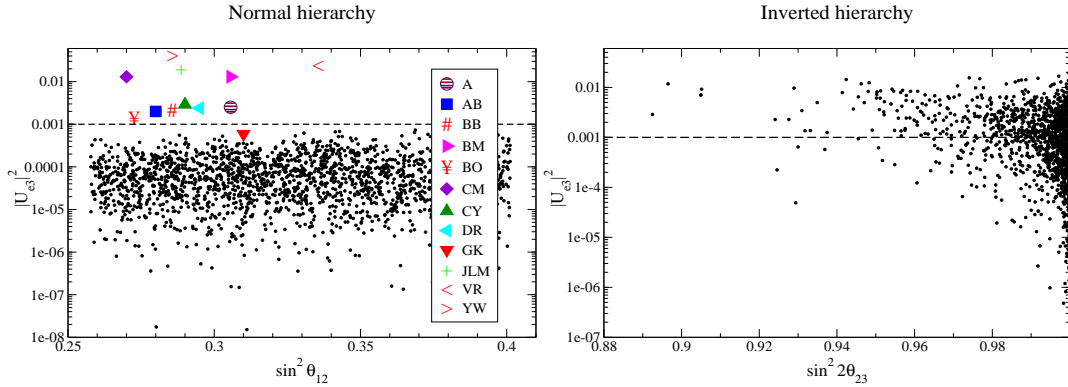 Normal hierarchy
0.01
0.001
0.0001
1e-05
1e-06
1e-07
1e-08
|U_e3|^2
0.25
0.3
0.35
0.4
sin^2 θ_12
A
AB
#
BB
BM
¥
BO
CM
CY
DR
GK
+
JLM
<
VR
>
YW
Inverted hierarchy
0.1
0.01
0.001
1e-4
1e-05
1e-06
1e-07
|U_e3|^2
0.88
0.9
0.92
0.94
0.96
0.98
sin^2 2θ_23